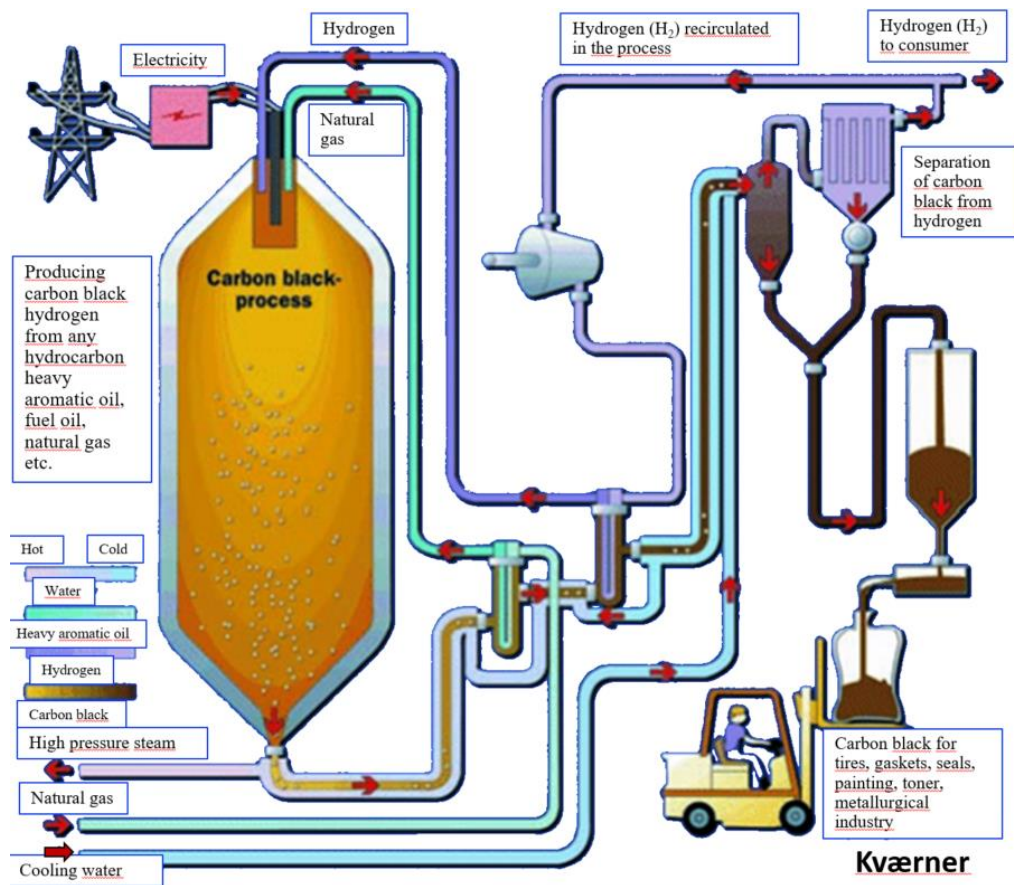 Hydrogen
Hydrogen (H₂) recirculated
in the process
Hydrogen (H₂)
to consumer
Electricity
Natural
gas
Separation
of carbon
black from
hydrogen
Carbon black-
process
Producing
carbon black
hydrogen
from any
hydrocarbon
heavy
aromatic oil,
fuel oil,
natural gas
etc.
Hot
Cold
Water
Heavy aromatic oil
Hydrogen
Carbon black
High pressure steam
Natural gas
Cooling water
Carbon black for
tires, gaskets, seals,
painting, toner,
metallurgical
industry
Kværner